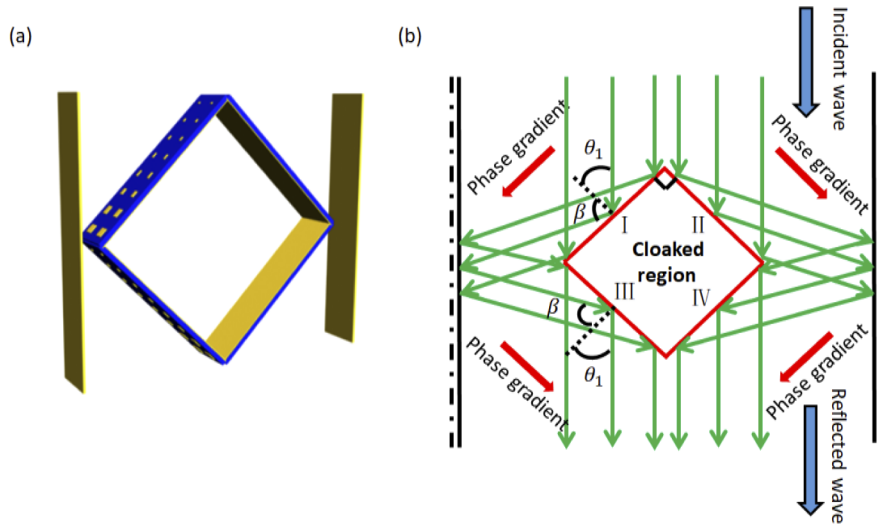 (a)
(b)
Incident wave
Phase gradient
Phase gradient
θ₁
β
I
II
Cloaked
region
III
IV
β
θ₁
Phase gradient
Phase gradient
Reflected wave